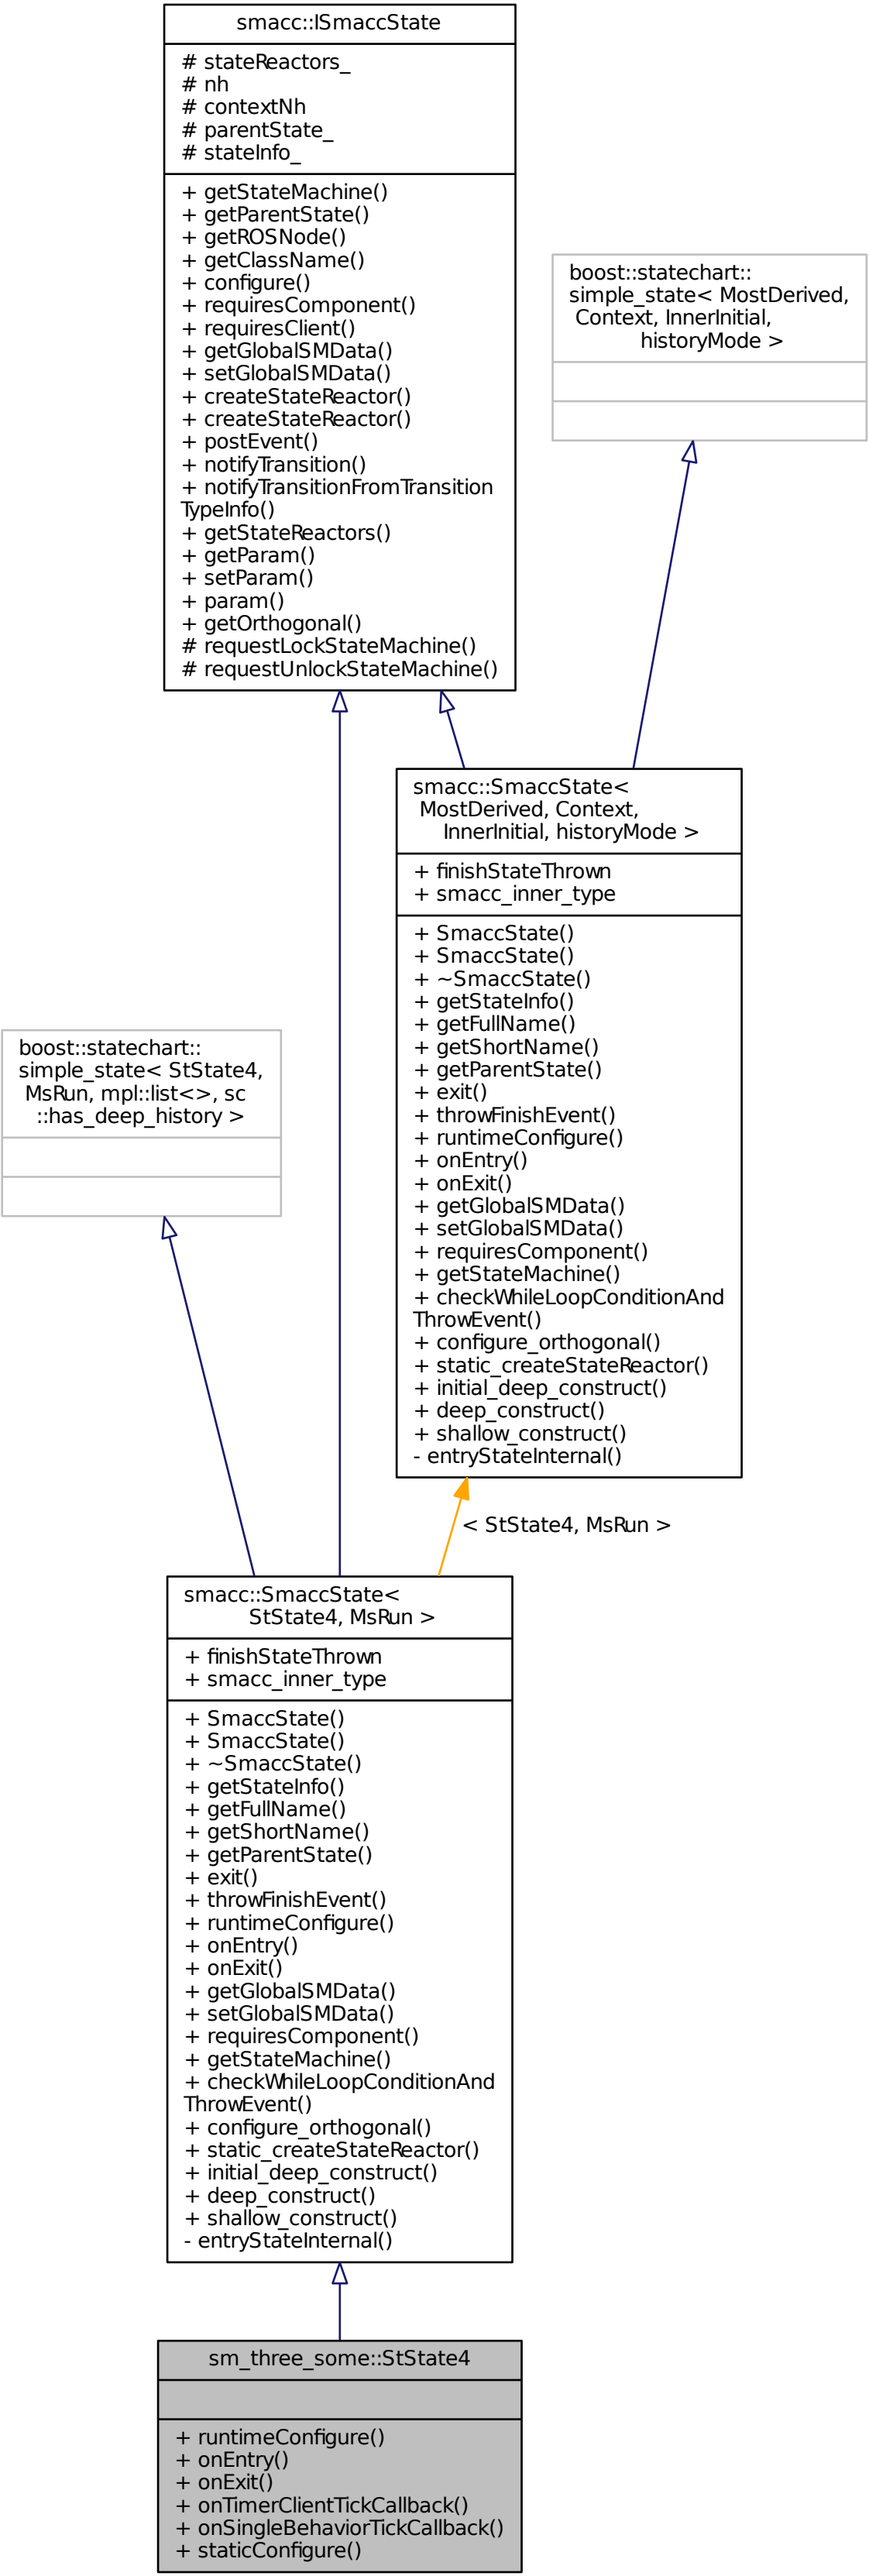 smacc::ISmaccState
# stateReactors_
# nh
# contextNh
# parentState_
# stateInfo_
+ getStateMachine()
+ getParentState()
+ getROSNode()
+ getClassName()
+ configure()
+ requiresComponent()
+ requiresClient()
+ getGlobalSMData()
+ setGlobalSMData()
+ createStateReactor()
+ createStateReactor()
+ postEvent()
+ notifyTransition()
+ notifyTransitionFromTransition
TypeInfo()
+ getStateReactors()
+ getParam()
+ setParam()
+ param()
+ getOrthogonal()
# requestLockStateMachine()
# requestUnlockStateMachine()
boost::statechart::
simple_state< MostDerived,
Context, InnerInitial,
historyMode >
smacc::SmaccState<
MostDerived, Context,
InnerInitial, historyMode >
+ finishStateThrown
+ smacc_inner_type
+ SmaccState()
+ SmaccState()
+ ~SmaccState()
+ getStateInfo()
+ getFullName()
+ getShortName()
+ getParentState()
+ exit()
+ throwFinishEvent()
+ runtimeConfigure()
+ onEntry()
+ onExit()
+ getGlobalSMData()
+ setGlobalSMData()
+ requiresComponent()
+ getStateMachine()
+ checkWhileLoopConditionAnd
ThrowEvent()
+ configure_orthogonal()
+ static_createStateReactor()
+ initial_deep_construct()
+ deep_construct()
+ shallow_construct()
- entryStateInternal()
boost::statechart::
simple_state< StState4,
MsRun, mpl::list<>, sc
::has_deep_history >
< StState4, MsRun >
smacc::SmaccState<
StState4, MsRun >
+ finishStateThrown
+ smacc_inner_type
+ SmaccState()
+ SmaccState()
+ ~SmaccState()
+ getStateInfo()
+ getFullName()
+ getShortName()
+ getParentState()
+ exit()
+ throwFinishEvent()
+ runtimeConfigure()
+ onEntry()
+ onExit()
+ getGlobalSMData()
+ setGlobalSMData()
+ requiresComponent()
+ getStateMachine()
+ checkWhileLoopConditionAnd
ThrowEvent()
+ configure_orthogonal()
+ static_createStateReactor()
+ initial_deep_construct()
+ deep_construct()
+ shallow_construct()
- entryStateInternal()
sm_three_some::StState4
+ runtimeConfigure()
+ onEntry()
+ onExit()
+ onTimerClientTickCallback()
+ onSingleBehaviorTickCallback()
+ staticConfigure()